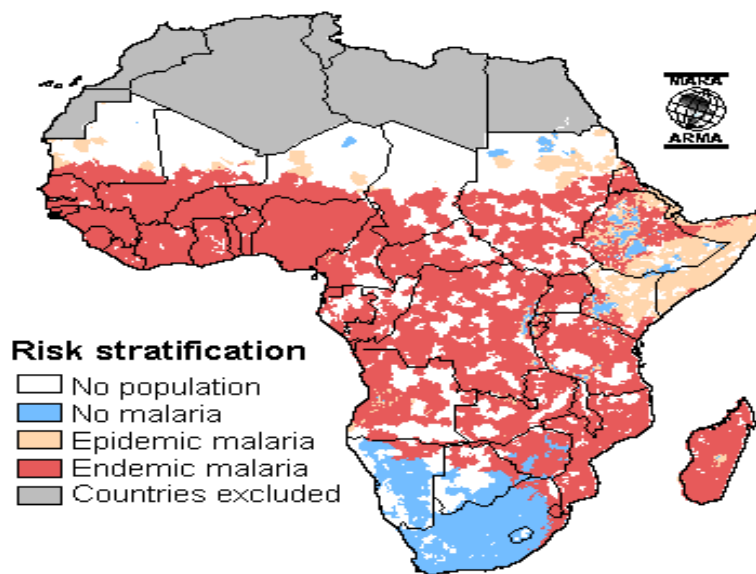 MARA
ARMA
Risk stratification
No population
No malaria
Epidemic malaria
Endemic malaria
Countries excluded